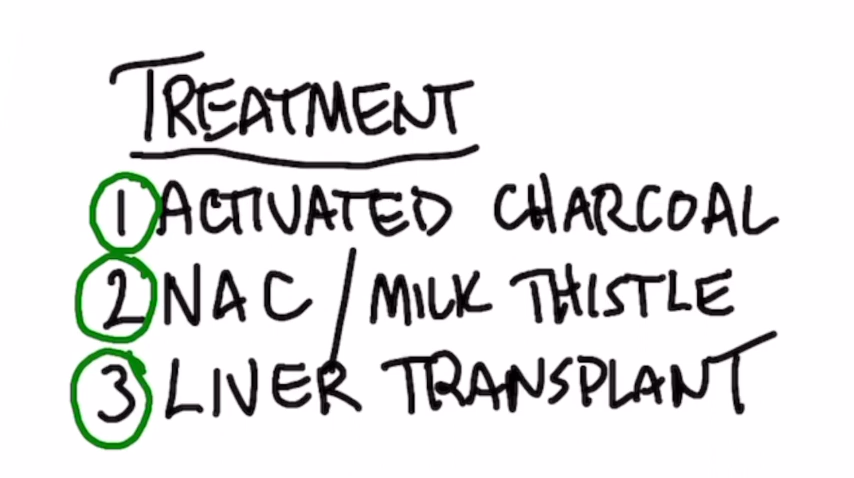 TREATMENT
1 ACTIVATED CHARCOAL
2 NAC / MILK THISTLE
3 LIVER TRANSPLANT